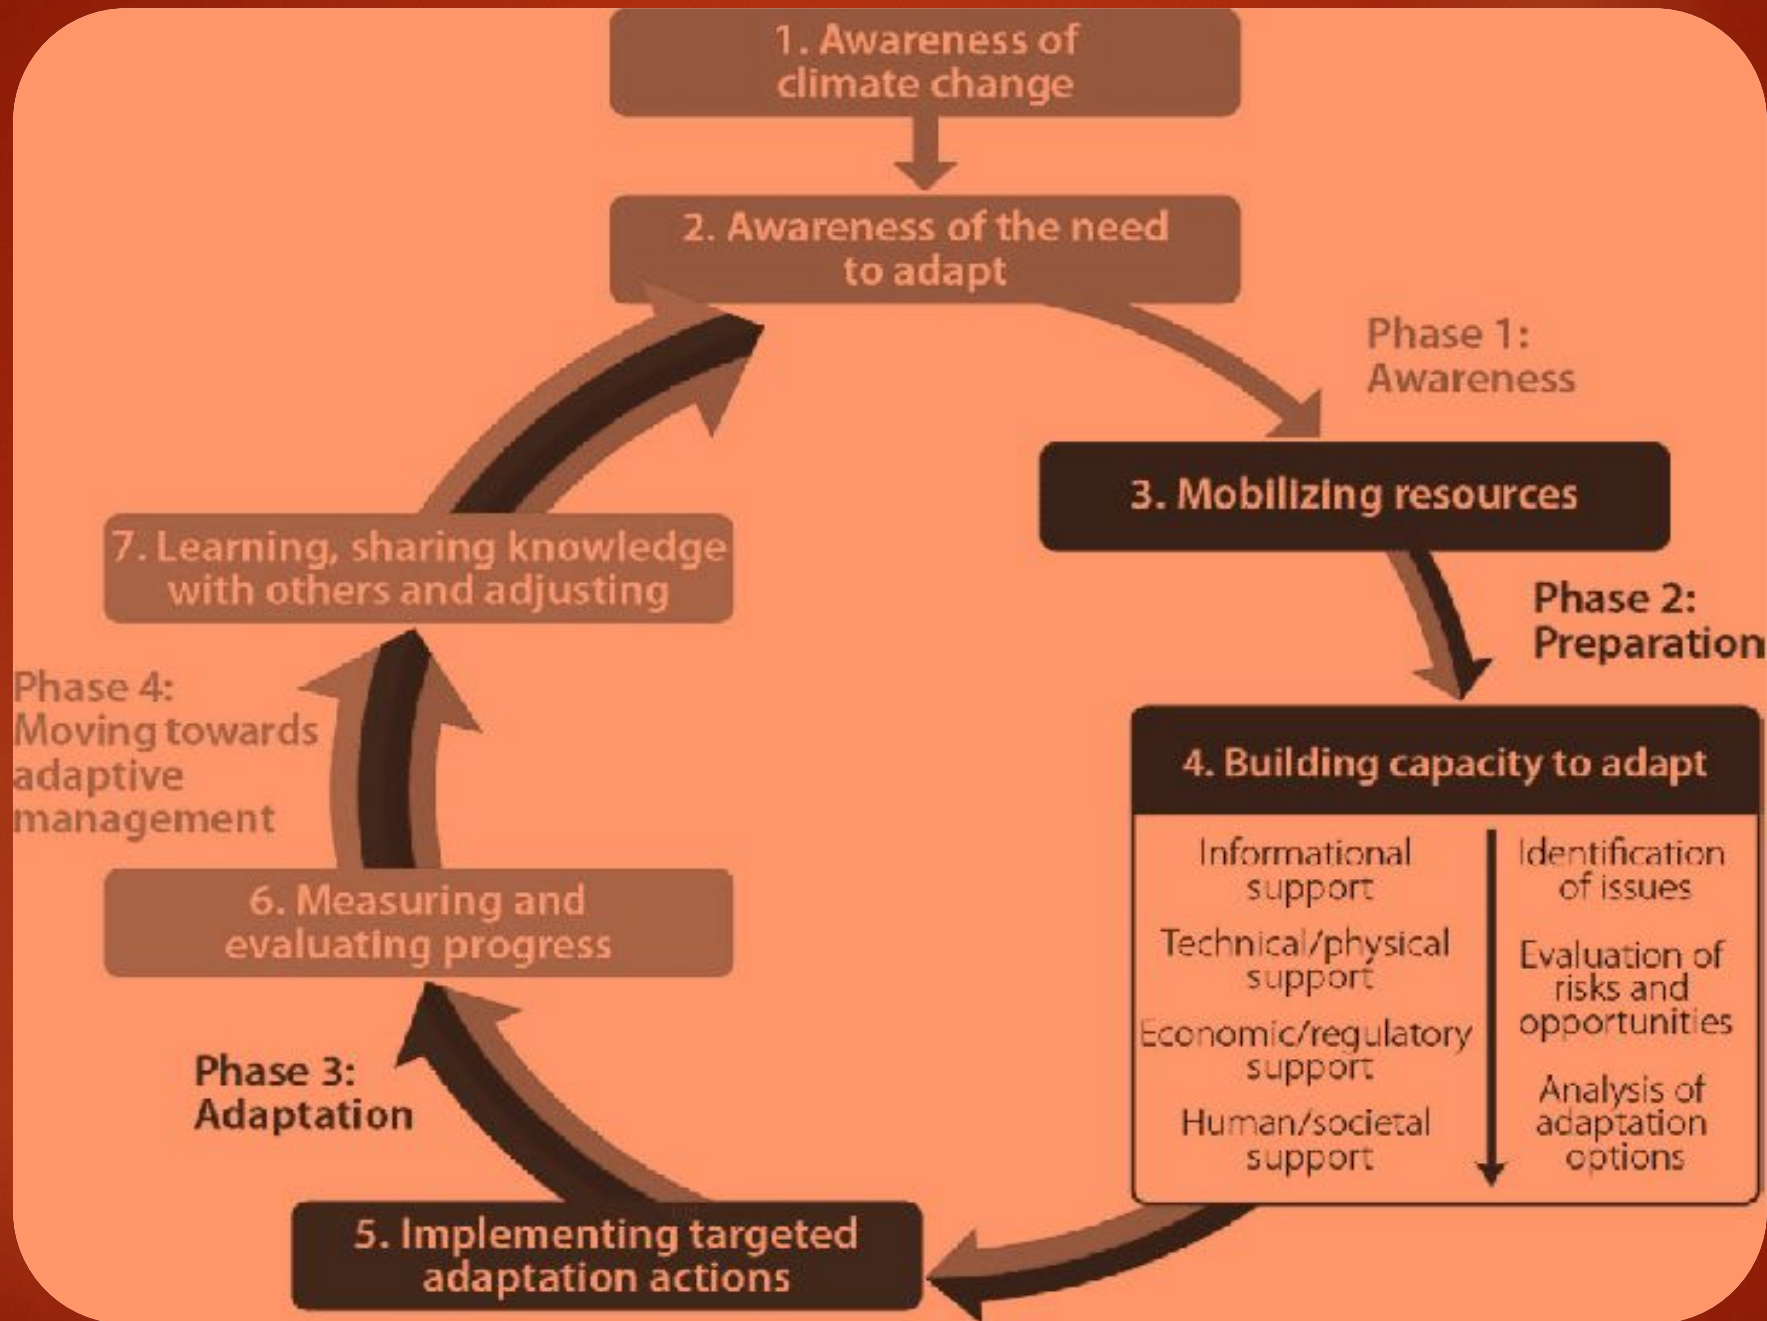 1. Awareness of
climate change
2. Awareness of the need
to adapt
Phase 1:
Awareness
3. Mobilizing resources
Phase 2:
Preparation
4. Building capacity to adapt
Informational
support
Technical/physical
support
Economic/regulatory
support
Human/societal
support
Identification
of issues
Evaluation of
risks and
opportunities
Analysis of
adaptation
options
5. Implementing targeted
adaptation actions
Phase 3:
Adaptation
6. Measuring and
evaluating progress
Phase 4:
Moving towards
adaptive
management
7. Learning, sharing knowledge
with others and adjusting